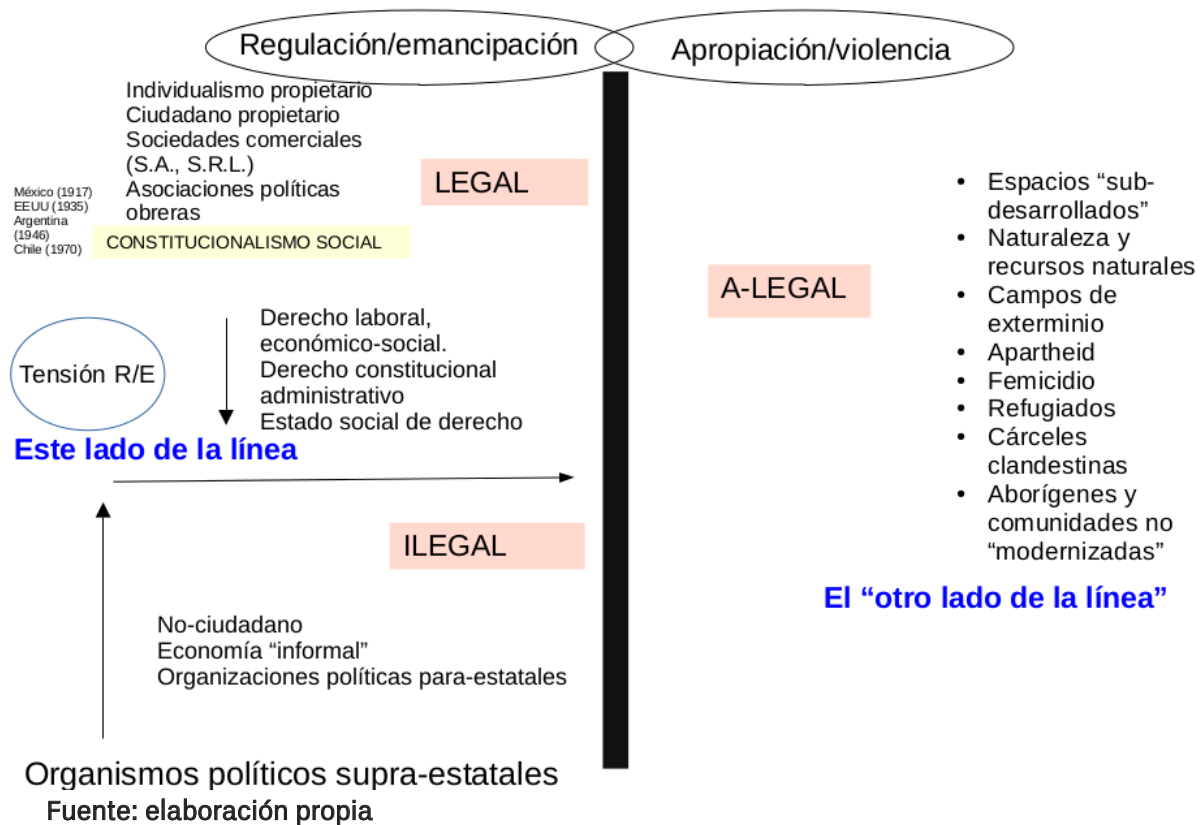 Regulación/emancipación
Apropiación/violencia
Individualismo propietario
Ciudadano propietario
Sociedades comerciales
(S.A., S.R.L.)
Asociaciones políticas
obreras
LEGAL
México (1917)
EEUU (1935)
Argentina
(1946)
Chile (1970)
CONSTITUCIONALISMO SOCIAL
Derecho laboral,
económico-social.
Derecho constitucional
administrativo
Estado social de derecho
Tensión R/E
Este lado de la línea
ILEGAL
No-ciudadano
Economía “informal”
Organizaciones políticas para-estatales
Organismos políticos supra-estatales
A-LEGAL
• Espacios “sub-
desarrollados”
• Naturaleza y
recursos naturales
• Campos de
exterminio
• Apartheid
• Femicidio
• Refugiados
• Cárceles
clandestinas
• Aborígenes y
comunidades no
“modernizadas”
El “otro lado de la línea”
Fuente: elaboración propia